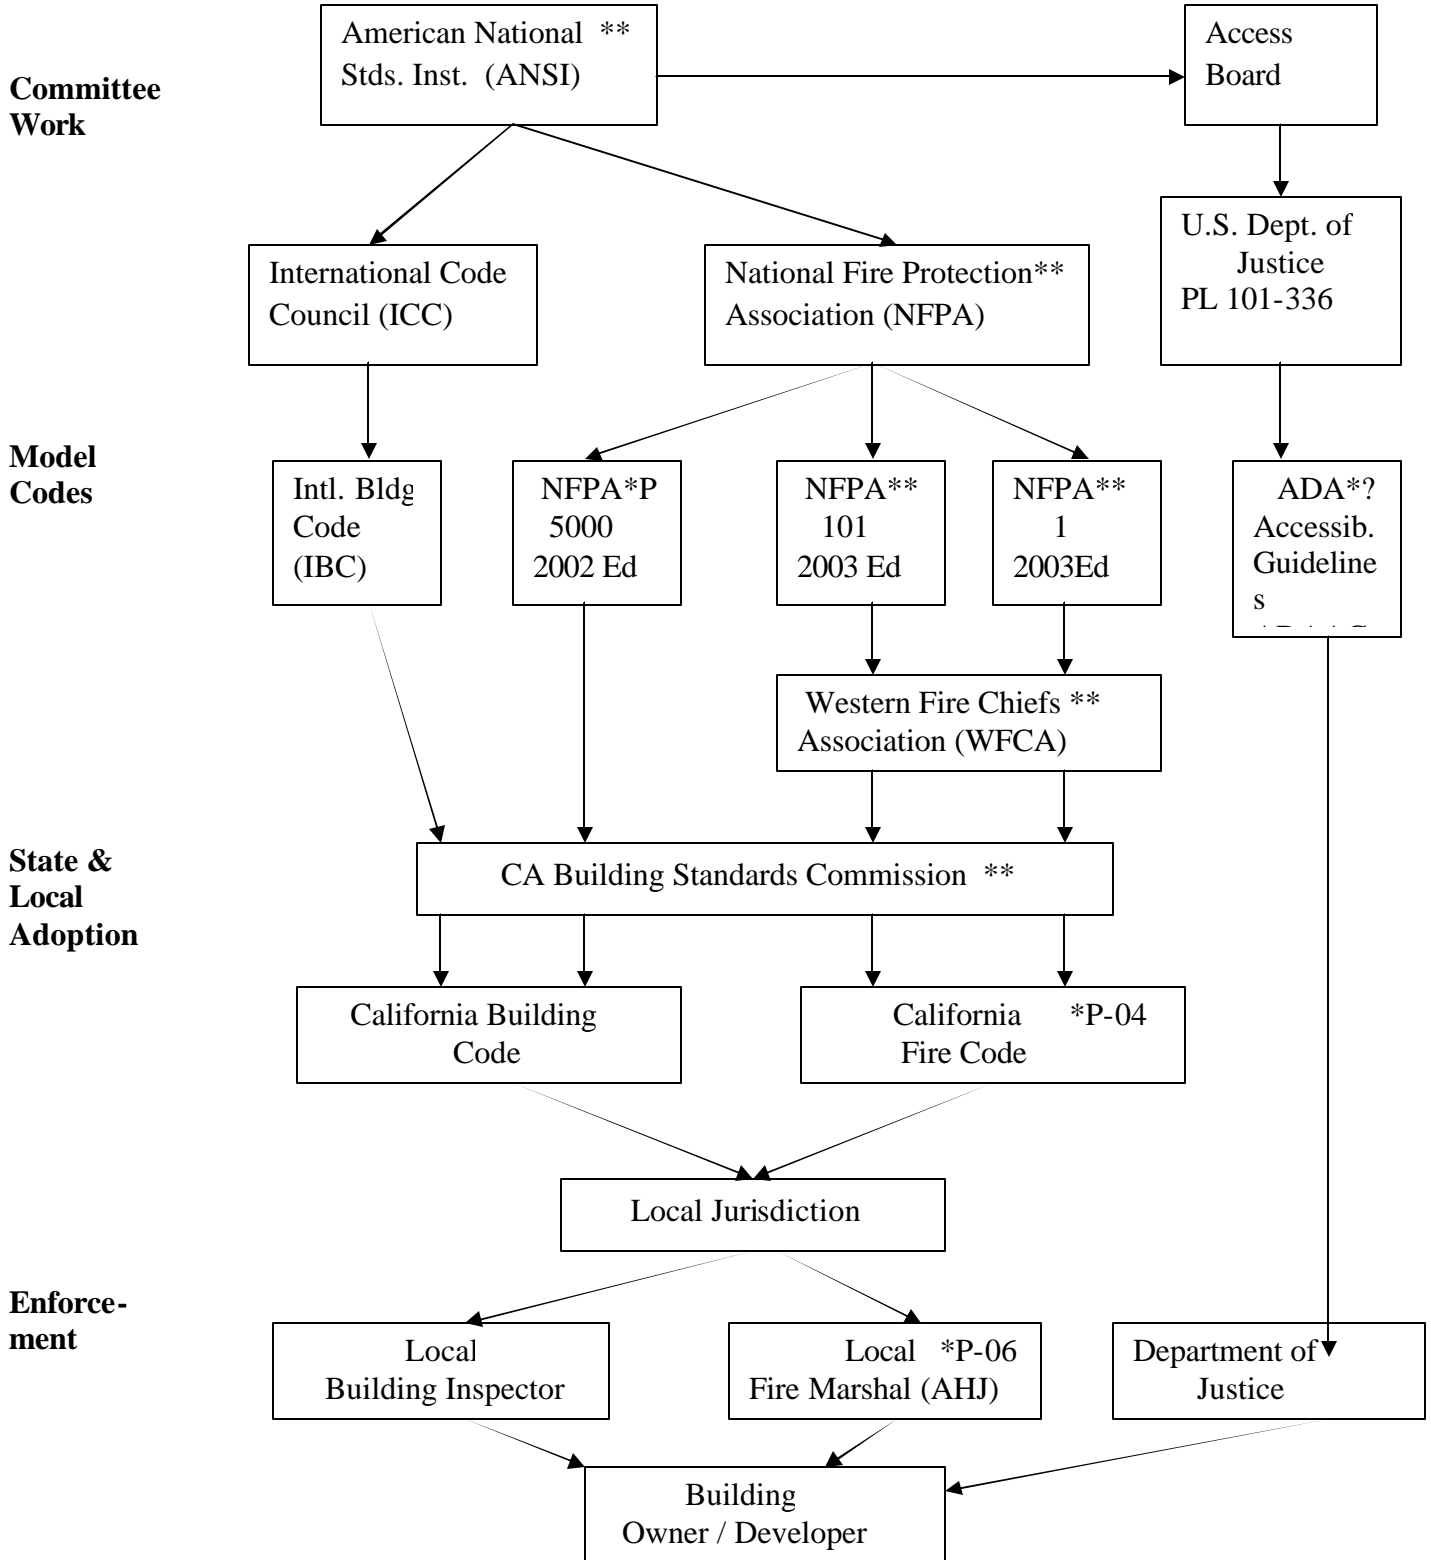 American National **
Stds. Inst. (ANSI)
Access
Board
Committee
Work
U.S. Dept. of
Justice
PL 101-336
International Code
Council (ICC)
National Fire Protection**
Association (NFPA)
Model
Codes
Intl. Bldg
Code
(IBC)
NFPA*P
5000
2002 Ed
NFPA**
101
2003 Ed
NFPA**
1
2003Ed
ADA*?
Accessib.
Guideline
s
Western Fire Chiefs **
Association (WFCA)
State &
Local
Adoption
CA Building Standards Commission **
California Building
Code
California *P-04
Fire Code
Local Jurisdiction
Enforce-
ment
Local
Building Inspector
Local *P-06
Fire Marshal (AHJ)
Department of
Justice
Building
Owner / Developer